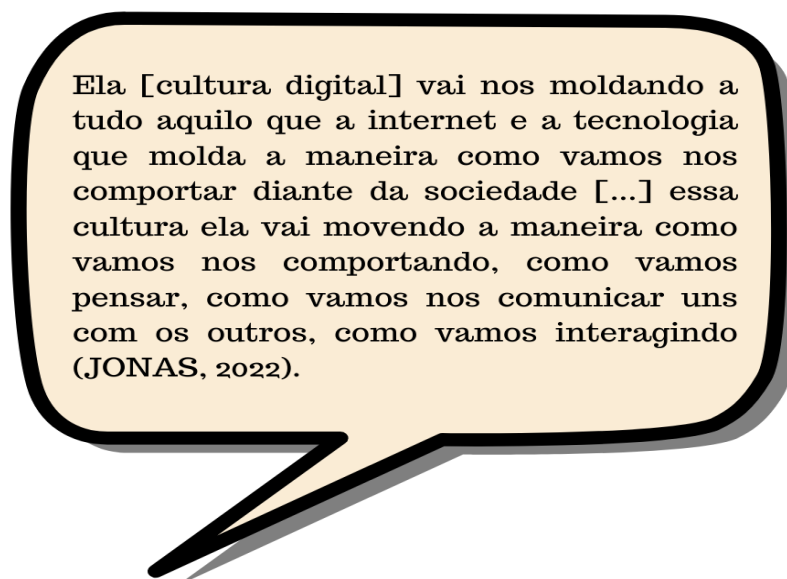 Ela [cultura digital] vai nos moldando a
tudo aquilo que a internet e a tecnologia
que molda a maneira como vamos nos
comportar diante da sociedade [...] essa
cultura ela vai movendo a maneira como
vamos nos comportando, como vamos
pensar, como vamos nos comunicar uns
com os outros, como vamos interagindo
(JONAS, 2022).